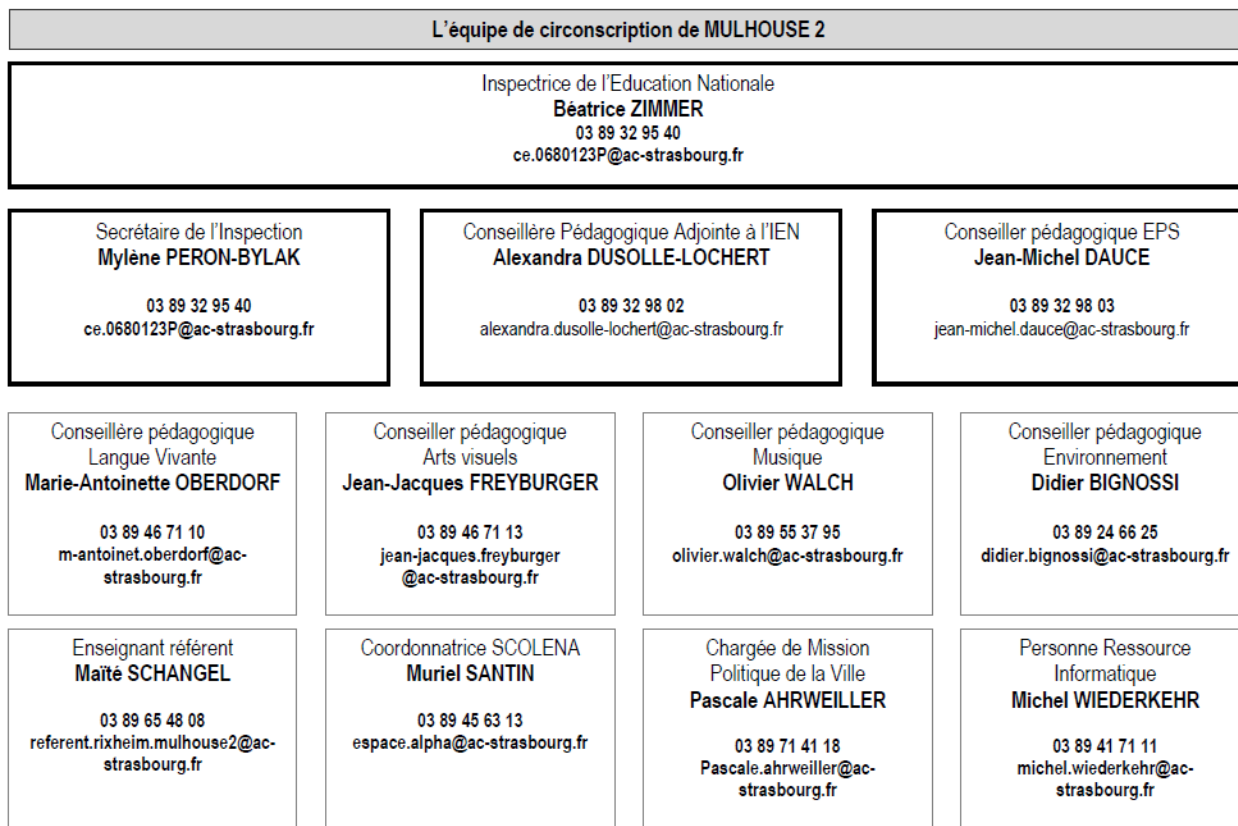 L’équipe de circonscription de MULHOUSE 2
Inspectrice de l’Education Nationale
Béatrice ZIMMER
03 89 32 95 40
ce.0680123P@ac-strasbourg.fr
Secrétaire de l’Inspection
Mylène PERON-BYLAK
03 89 32 95 40
ce.0680123P@ac-strasbourg.fr
Conseillère Pédagogique Adjointe à l’IEN
Alexandra DUSOLLE-LOCHERT
03 89 32 98 02
alexandra.dusolle-lochert@ac-strasbourg.fr
Conseiller pédagogique EPS
Jean-Michel DAUCE
03 89 32 98 03
jean-michel.dauce@ac-strasbourg.fr
Conseillère pédagogique
Langue Vivante
Marie-Antoinette OBERDORF
03 89 46 71 10
m-antoinet.oberdorf@ac-
strasbourg.fr
Conseiller pédagogique
Arts visuels
Jean-Jacques FREYBURGER
03 89 46 71 13
jean-jacques.freyburger
@ac-strasbourg.fr
Conseiller pédagogique
Musique
Olivier WALCH
03 89 55 37 95
olivier.walch@ac-strasbourg.fr
Conseiller pédagogique
Environnement
Didier BIGNOSSI
03 89 24 66 25
didier.bignossi@ac-strasbourg.fr
Enseignant référent
Maïté SCHANGEL
03 89 65 48 08
referent.rixheim.mulhouse2@ac-
strasbourg.fr
Coordonnatrice SCOLENA
Muriel SANTIN
03 89 45 63 13
espace.alpha@ac-strasbourg.fr
Chargée de Mission
Politique de la Ville
Pascale AHRWEILLER
03 89 71 41 18
Pascale.ahrweiller@ac-
strasbourg.fr
Personne Ressource
Informatique
Michel WIEDERKEHR
03 89 41 71 11
michel.wiederkehr@ac-
strasbourg.fr